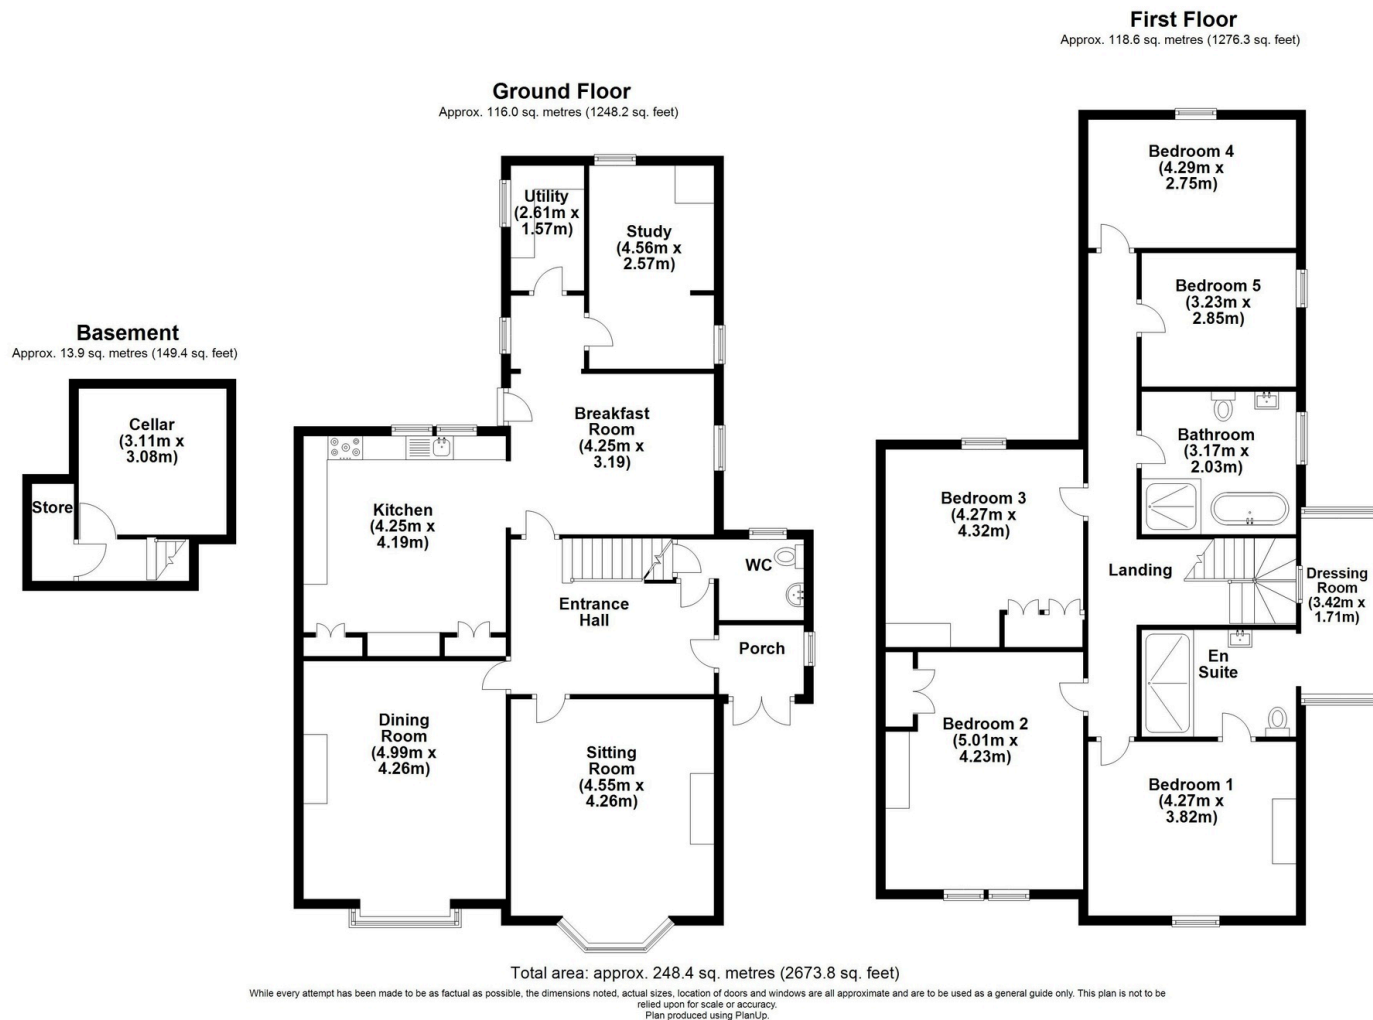 First Floor
Approx. 118.6 sq. metres (1276.3 sq. feet)
Ground Floor
Approx. 116.0 sq. metres (1248.2 sq. feet)
Basement
Approx. 13.9 sq. metres (149.4 sq. feet)
Cellar
(3.11m x
3.08m)
Store
Utility
(2.61m x
1.57m)
Study
(4.56m x
2.57m)
Breakfast
Room
(4.25m x
3.19)
Kitchen
(4.25m x
4.19m)
Entrance
Hall
WC
Porch
Dining
Room
(4.99m x
4.26m)
Sitting
Room
(4.55m x
4.26m)
Bedroom 4
(4.29m x
2.75m)
Bedroom 5
(3.23m x
2.85m)
Bathroom
(3.17m x
2.03m)
Bedroom 3
(4.27m x
4.32m)
Landing
Dressing
Room
(3.42m x
1.71m)
En
Suite
Bedroom 2
(5.01m x
4.23m)
Bedroom 1
(4.27m x
3.82m)
Total area: approx. 248.4 sq. metres (2673.8 sq. feet)
While every attempt has been made to be as factual as possible, the dimensions noted, actual sizes, location of doors and windows are all approximate and are to be used as a general guide only. This plan is not to be
relied upon for scale or accuracy.
Plan produced using PlanUp.